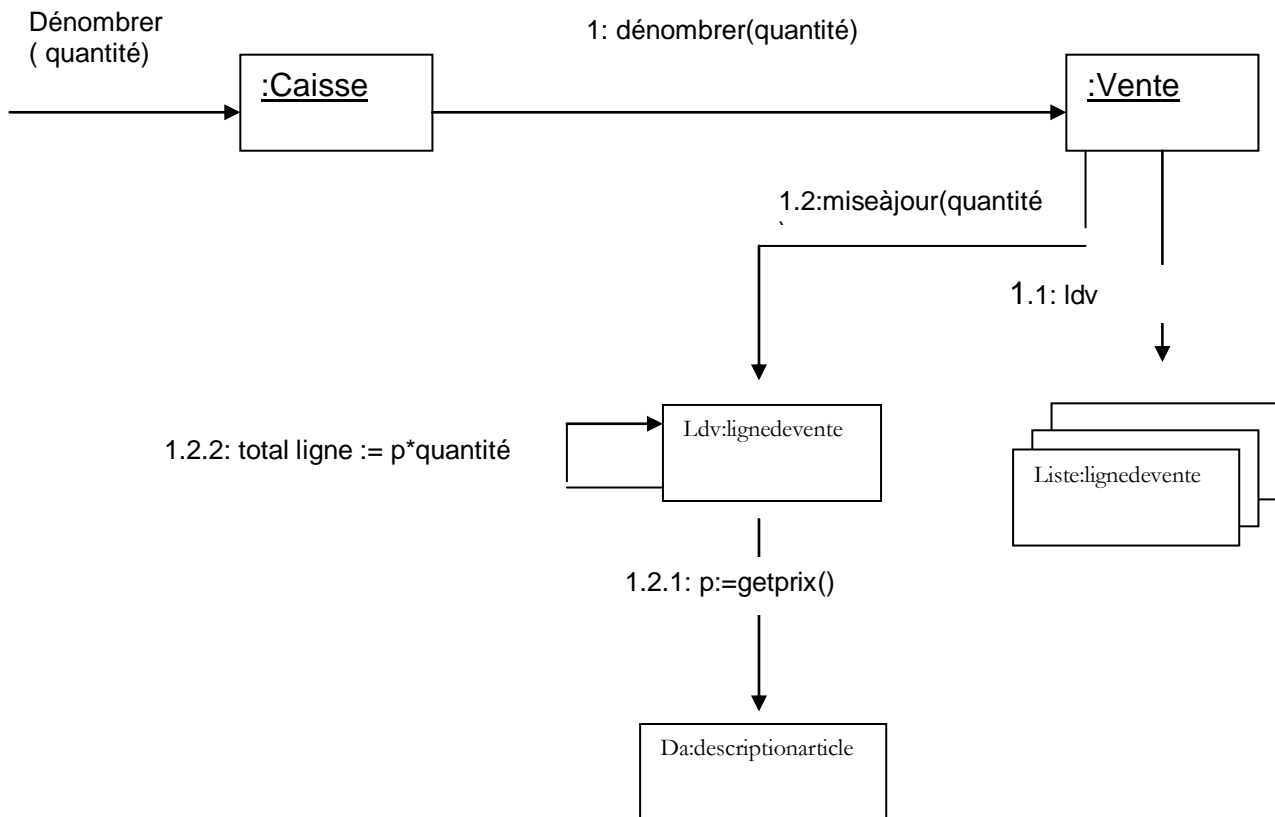 Dénombrer
( quantité)
1: dénombrer(quantité)
:Caisse
:Vente
1.2:miseàjour(quantité
1.1: ldv
Ldv:lignedevente
1.2.2: total ligne := p*quantité
Liste:lignedevente
1.2.1: p:=getprix()
Da:descriptionarticle